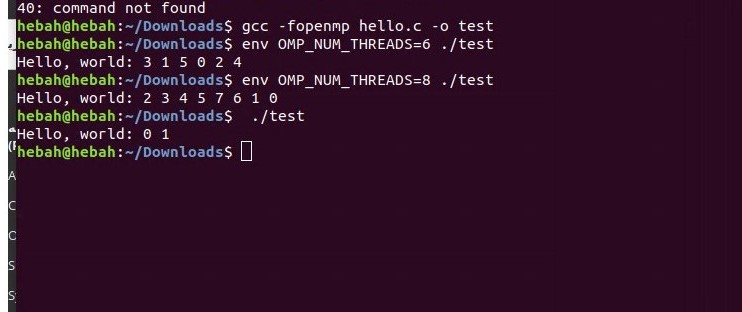 40: command not found
hebah@hebah:~/Downloads$ gcc -fopenmp hello.c -o test
hebah@hebah:~/Downloads$ env OMP_NUM_THREADS=6 ./test
Hello, world: 3 1 5 0 2 4
hebah@hebah:~/Downloads$ env OMP_NUM_THREADS=8 ./test
Hello, world: 2 3 4 5 7 6 1 0
hebah@hebah:~/Downloads$  ./test
Hello, world: 0 1
hebah@hebah:~/Downloads$
A
C
O
S